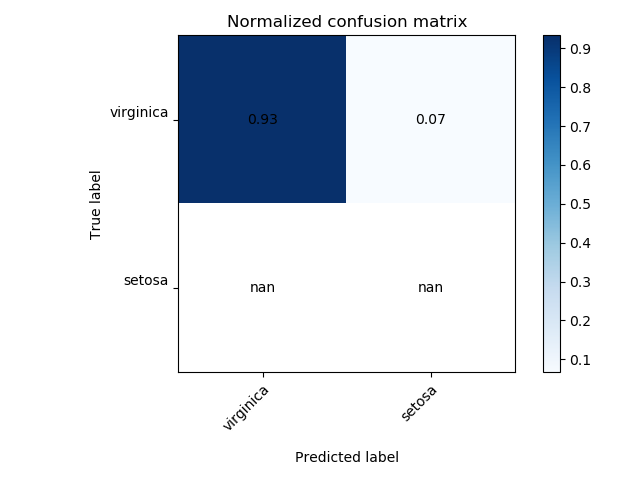 Normalized confusion matrix
True label
virginica
setosa
0.93
0.07
nan
nan
virginica
setosa
Predicted label
0.9
0.8
0.7
0.6
0.5
0.4
0.3
0.2
0.1